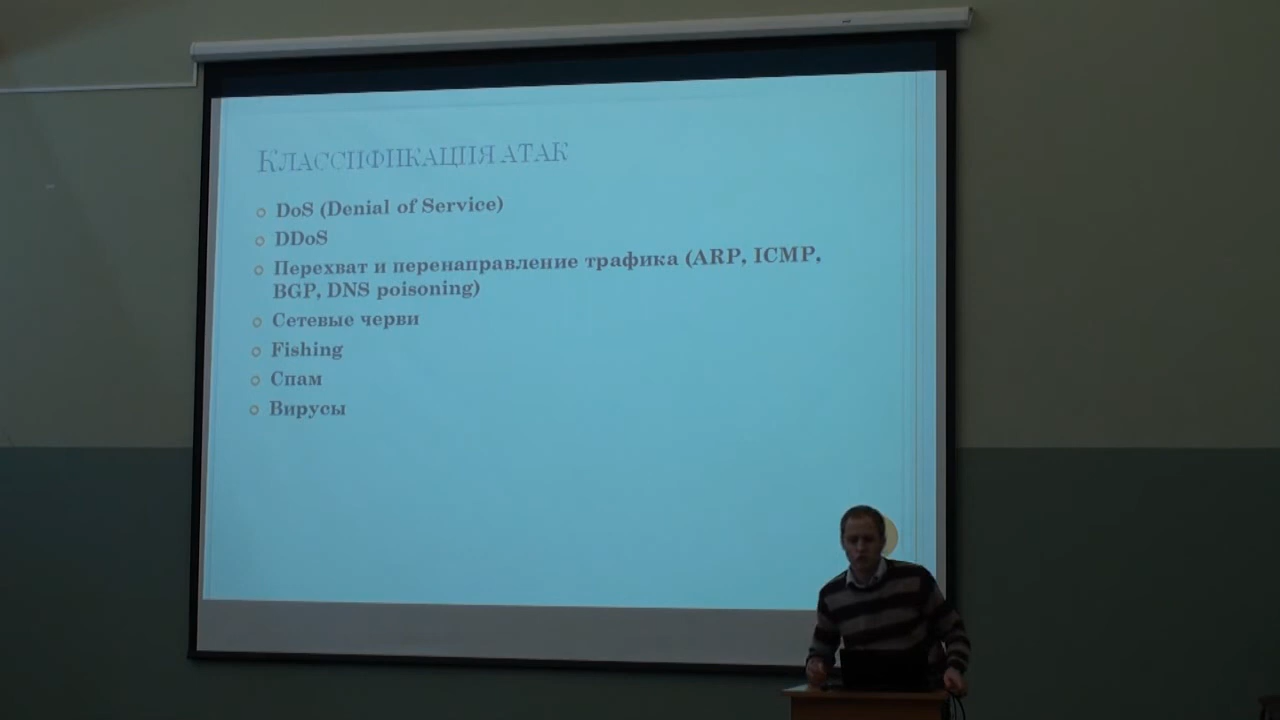 Классификация атак
DoS (Denial of Service)
DDoS
Перехват и перенаправление трафика (ARP, ICMP,
BGP, DNS poisoning)
Сетевые черви
Fishing
Спам
Вирусы